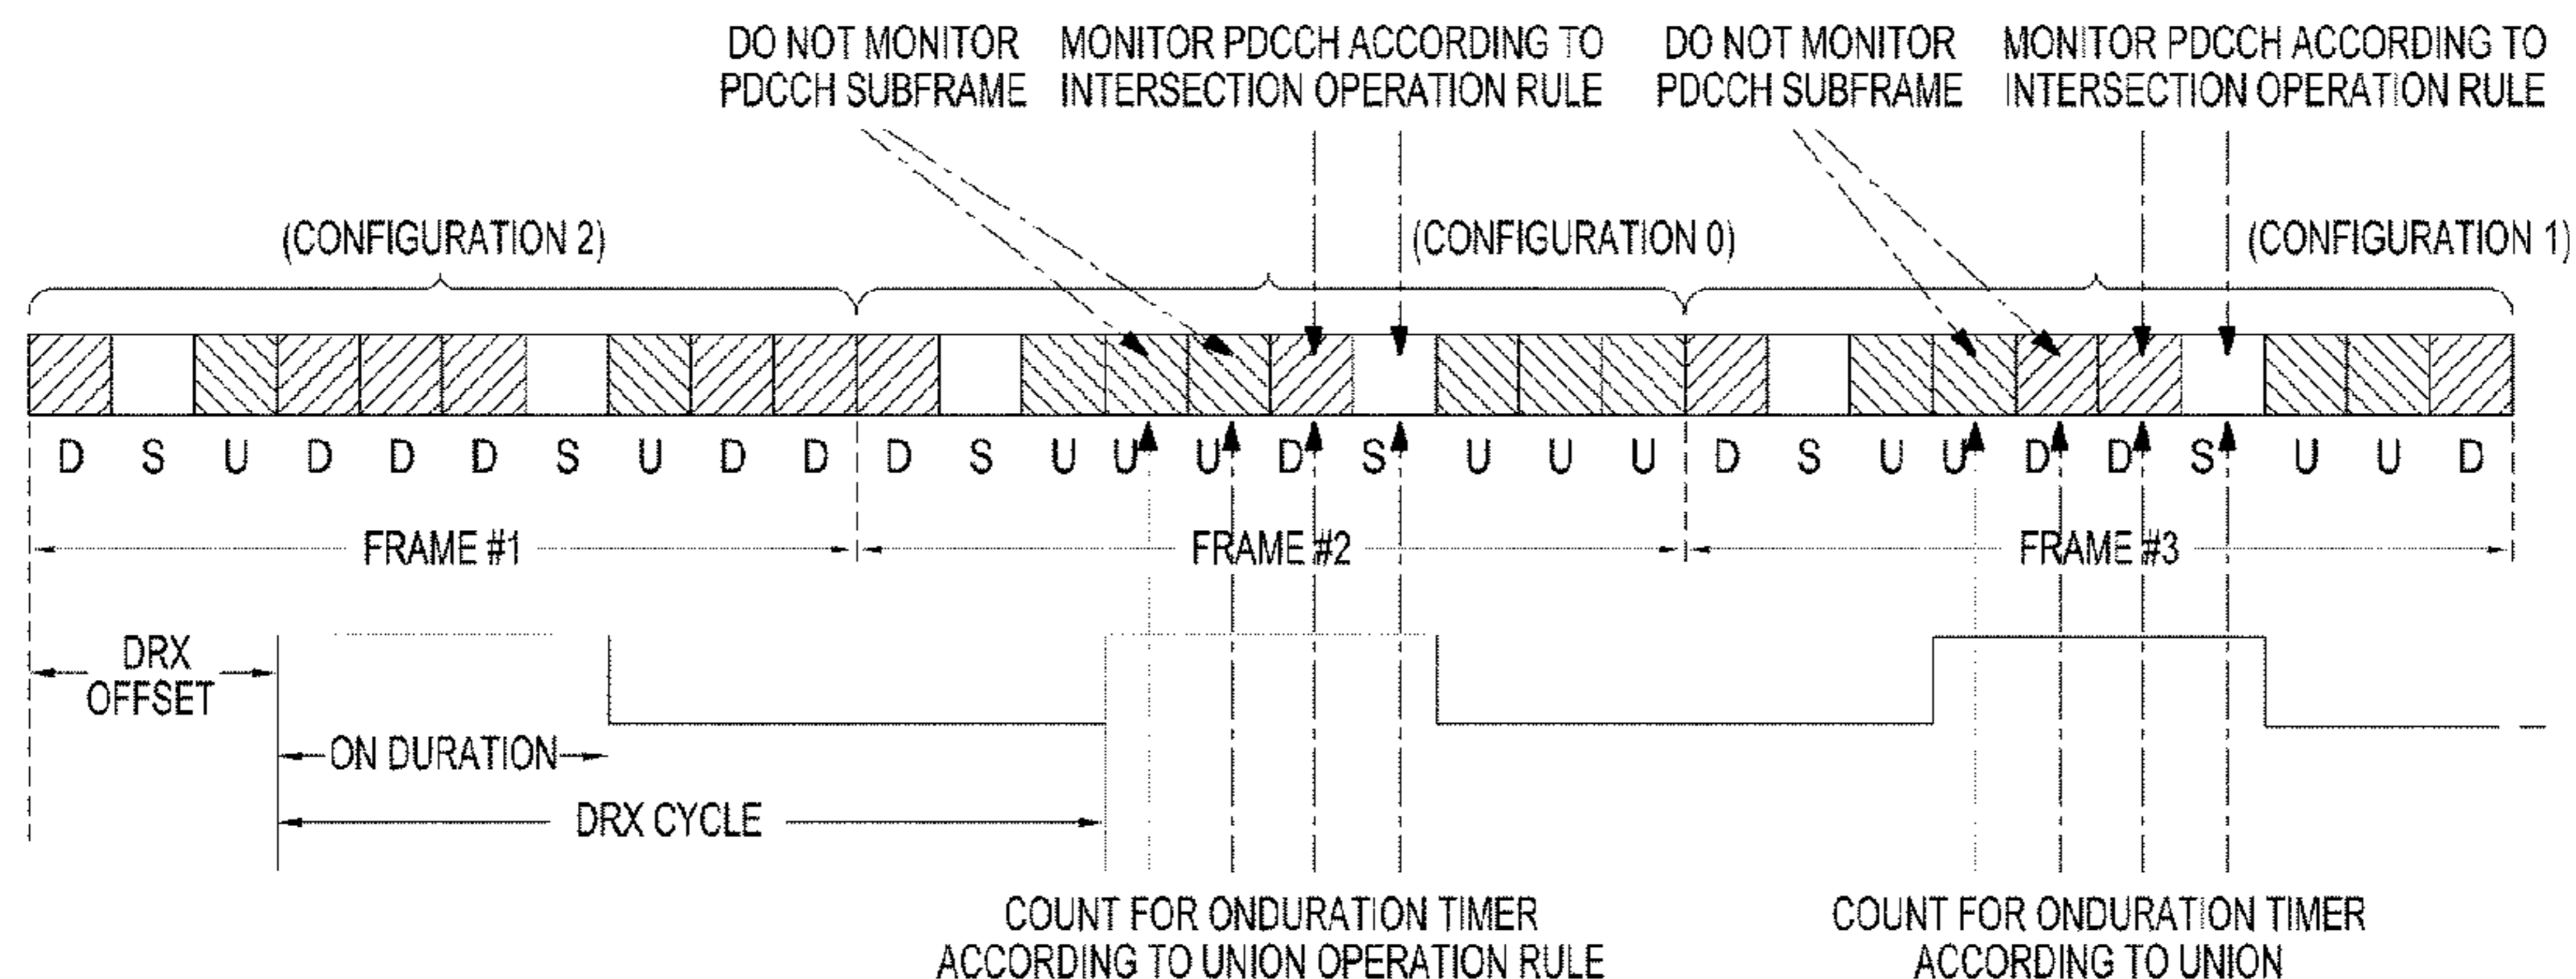 DO NOT MONITOR
PDCCH SUBFRAME
MONITOR PDCCH ACCORDING TO
INTERSECTION OPERATION RULE
DO NOT MONITOR
PDCCH SUBFRAME
MONITOR PDCCH ACCORDING TO
INTERSECTION OPERATION RULE
(CONFIGURATION 2)
(CONFIGURATION 0)
(CONFIGURATION 1)
D S U D D D S U D D D S U U U D S U U U D S U U D D S U U D
FRAME #1
FRAME #2
FRAME #3
DRX
OFFSET
ON DURATION
DRX CYCLE
COUNT FOR ONDURATION TIMER
ACCORDING TO UNION OPERATION RULE
COUNT FOR ONDURATION TIMER
ACCORDING TO UNION